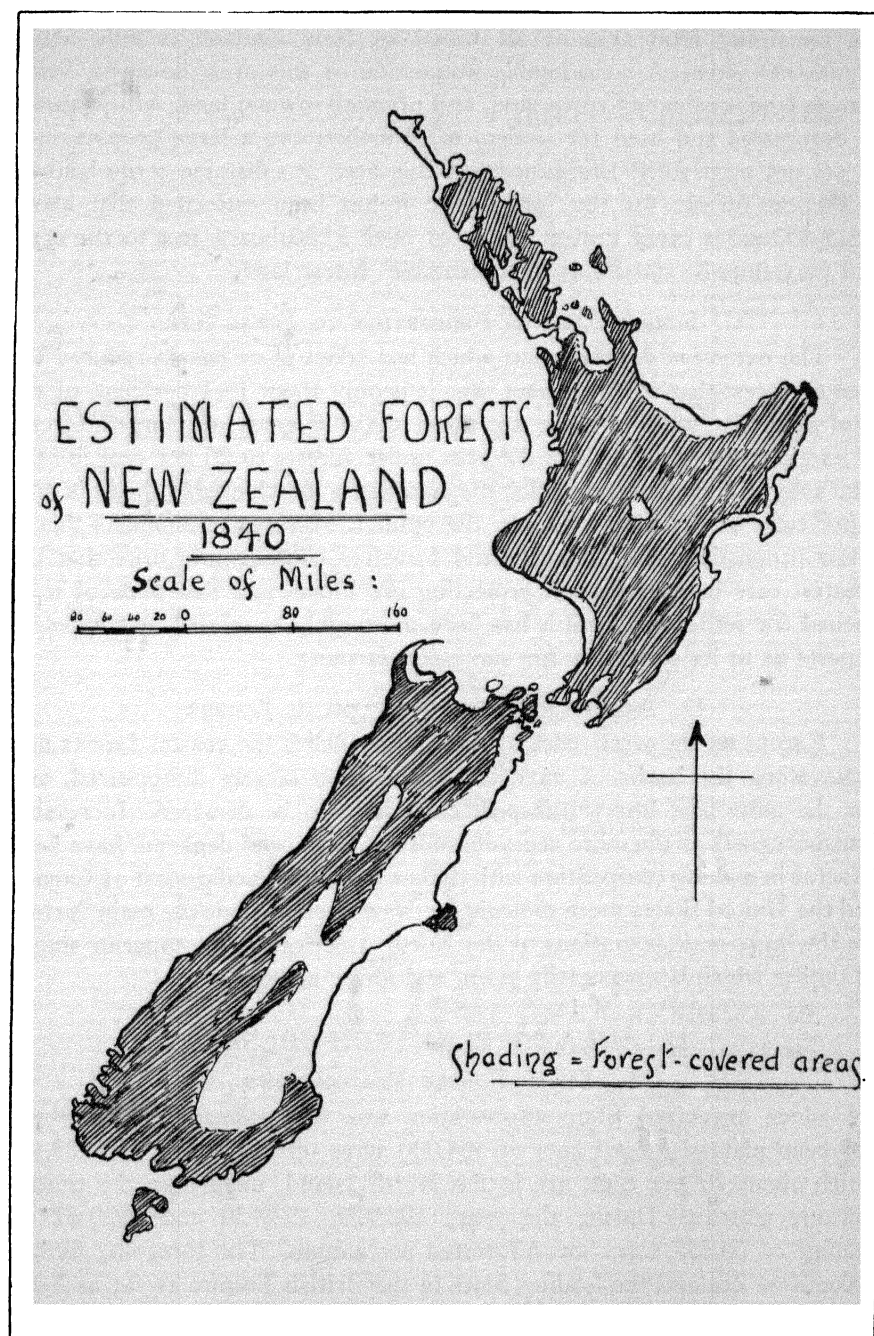 ESTIMATED FORESTS
of NEW ZEALAND
1840
Scale of Miles :
80 60 40 20 0 80 160
Shading = Forest-covered areas.